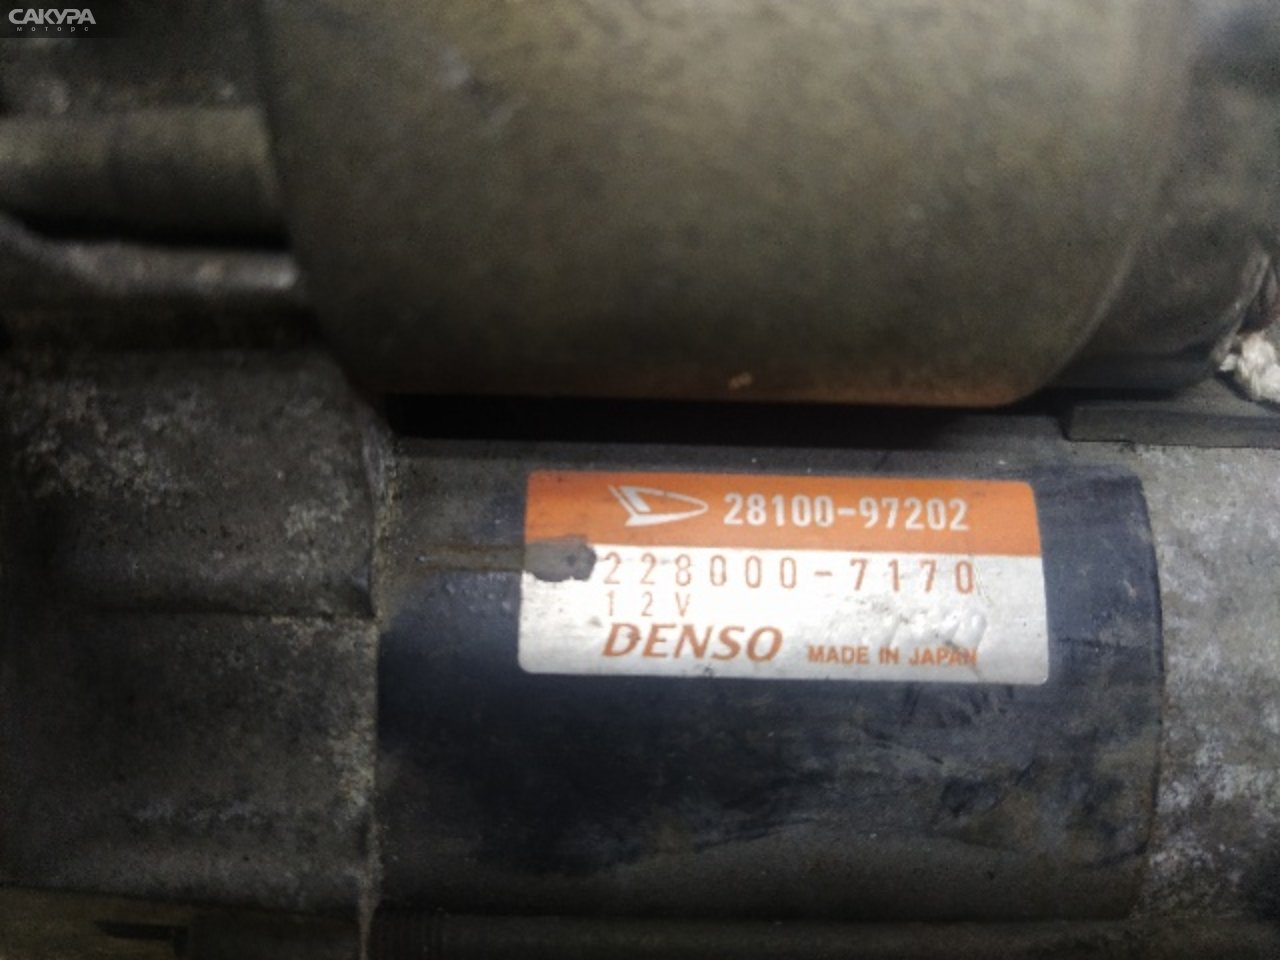 САКУРА
моторс
28100-97202
228000-7170
12V
DENSO MADE IN JAPAN